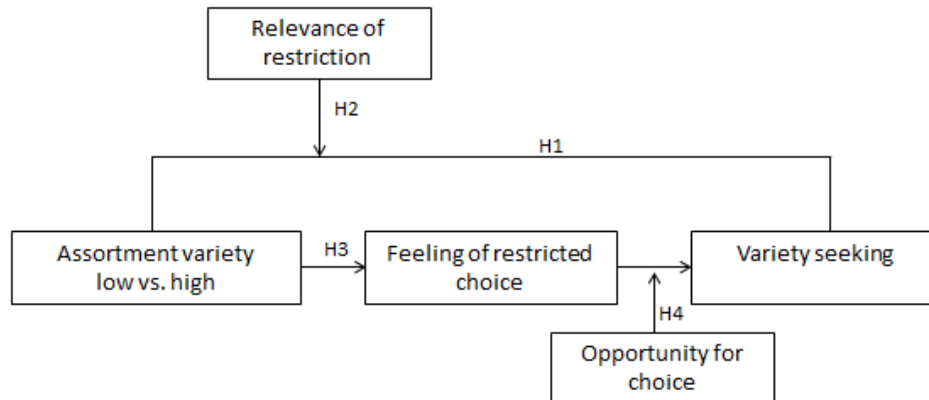 Relevance of
restriction
H2
H1
Assortment variety
low vs. high
H3
Feeling of restricted
choice
Variety seeking
H4
Opportunity for
choice